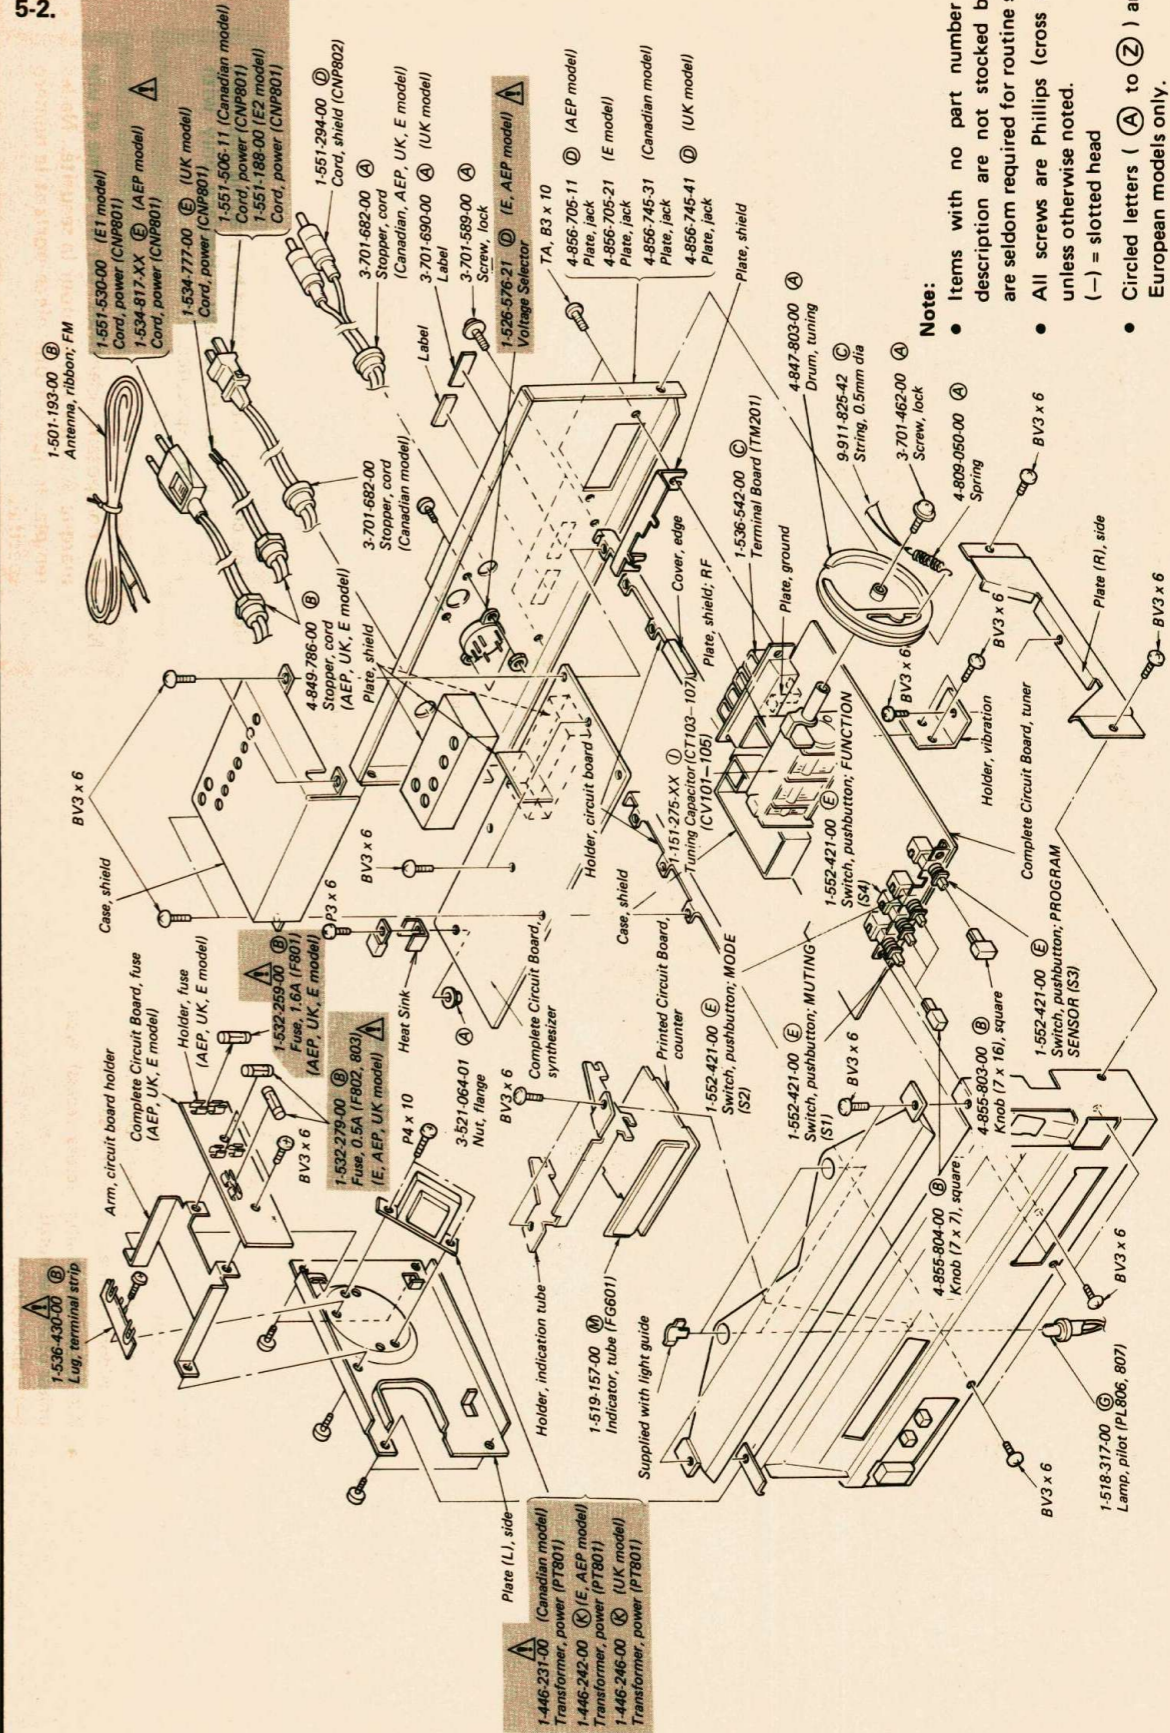 5-2.
1-536-430-00 Ⓑ
Lug, terminal strip
Arm, circuit board holder
Complete Circuit Board, fuse
(AEP, UK, E model)
Holder, fuse
(AEP, UK, E model)
1-532-259-00 Ⓑ
Fuse, 1.6A (F801)
(AEP, UK, E model)
1-532-279-00 Ⓑ
Fuse, 0.5A (F802, 803)
(E, AEP, UK model)
BV3 x 6
P4 x 10
Case, shield
BV3 x 6
P3 x 6
BV3 x 6
Heat Sink
Ⓐ
3-521-064-01
Nut, flange
BV3 x 6
Complete Circuit Board,
synthesizer
1-501-193-00 Ⓑ
Antenna, ribbon; FM
1-551-530-00 (E1 model)
Cord, power (CNP801)
1-534-817-XX Ⓔ (AEP model)
Cord, power (CNP801)
1-534-777-00 Ⓔ (UK model)
Cord, power (CNP801)
1-551-506-11 (Canadian model)
Cord, power (CNP801)
1-551-188-00 (E2 model)
Cord, power (CNP801)
4-849-786-00 Ⓑ
Stopper, cord
(AEP, UK, E model)
Plate, shield
3-701-682-00
Stopper, cord
(Canadian model)
1-551-294-00 Ⓓ
Cord, shield (CNP802)
3-701-682-00 Ⓐ
Stopper, cord
(Canadian, AEP, UK, E model)
Label
3-701-690-00 Ⓐ (UK model)
Label
3-701-589-00 Ⓐ
Screw, lock
1-526-576-21 Ⓓ (E, AEP model)
Voltage Selector
TA, B3 x 10
4-856-705-11 Ⓓ (AEP model)
Plate, jack
4-856-705-21 (E model)
Plate, jack
4-856-745-31 (Canadian model)
Plate, jack
4-856-745-41 Ⓓ (UK model)
Plate, jack
Plate, shield
Cover, edge
Plate, shield; RF
Holder, circuit board
1-536-542-00 Ⓒ
Terminal Board (TM201)
Plate, ground
1-151-275-XX Ⓘ
Tuning Capacitor (CT103—107)
(CV101—105)
4-847-803-00 Ⓐ
Drum, tuning
9-911-825-42 Ⓒ
String, 0.5mm dia
3-701-462-00 Ⓐ
Screw, lock
4-809-050-00 Ⓐ
Spring
BV3 x 6
BV3 x 6
BV3 x 6
Plate (R), side
BV3 x 6
Holder, vibration
Complete Circuit Board, tuner
Case, shield
Printed Circuit Board,
counter
1-552-421-00 Ⓔ
Switch, pushbutton; MODE
(S2)
1-552-421-00 Ⓔ
Switch, pushbutton; FUNCTION
(S4)
1-552-421-00 Ⓔ
Switch, pushbutton; MUTING
(S1)
1-552-421-00 Ⓔ
Switch, pushbutton; PROGRAM
SENSOR (S3)
4-855-803-00 Ⓑ
Knob (7 x 16), square
4-855-804-00 Ⓑ
Knob (7 x 7), square
BV3 x 6
BV3 x 6
Holder, indication tube
1-519-157-00 Ⓜ
Indicator, tube (FG601)
Supplied with light guide
Plate (L), side
1-446-231-00 (Canadian model)
Transformer, power (PT801)
1-446-242-00 Ⓚ (E, AEP model)
Transformer, power (PT801)
1-446-246-00 Ⓚ (UK model)
Transformer, power (PT801)
BV3 x 6
1-518-317-00 Ⓖ
Lamp, pilot (PL806, 807)
Note:
• Items with no part number
description are not stocked b
are seldom required for routine s
• All screws are Phillips (cross
unless otherwise noted.
(−) = slotted head
• Circled letters ( Ⓐ to Ⓩ ) a
European models only.